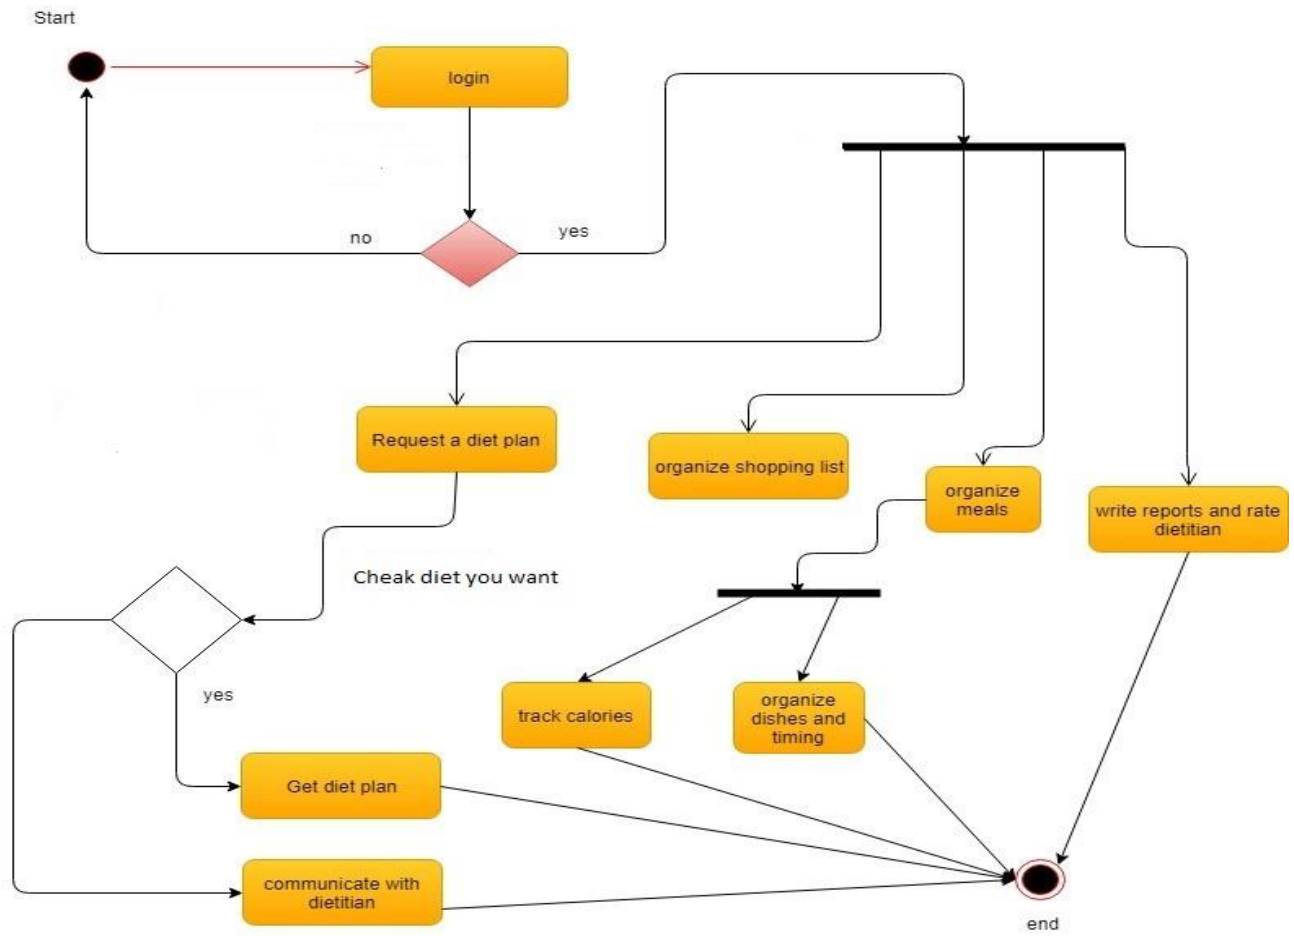 Start
login
no
yes
Request a diet plan
organize shopping list
organize
meals
write reports and rate
dietitian
Cheak diet you want
yes
track calories
organize
dishes and
timing
Get diet plan
communicate with
dietitian
end